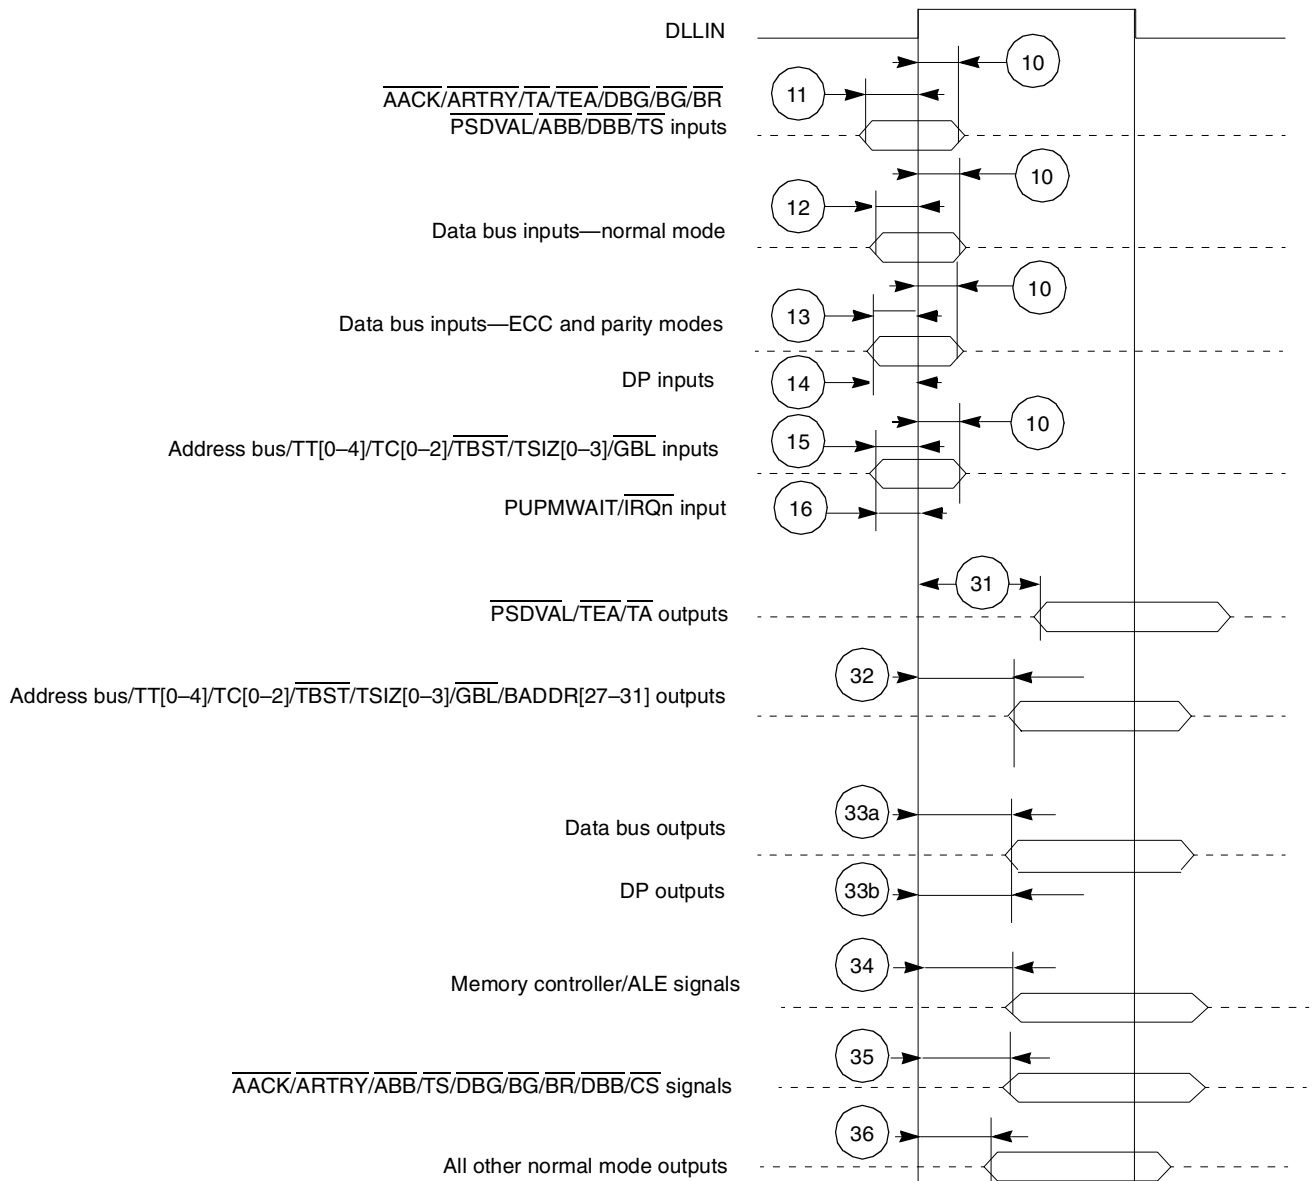 DLLIN
10
11
AACK/ARTRY/TA/TEA/DBG/BG/BR
PSDVAL/ABB/DBB/TS inputs
10
12
Data bus inputs—normal mode
10
13
Data bus inputs—ECC and parity modes
DP inputs
14
10
15
Address bus/TT[0–4]/TC[0–2]/TBST/TSIZ[0–3]/GBL inputs
PUPMWAIT/IRQn input
16
31
PSDVAL/TEA/TA outputs
32
Address bus/TT[0–4]/TC[0–2]/TBST/TSIZ[0–3]/GBL/BADDR[27–31] outputs
33a
Data bus outputs
DP outputs
33b
34
Memory controller/ALE signals
35
AACK/ARTRY/ABB/TS/DBG/BG/BR/DBB/CS signals
36
All other normal mode outputs